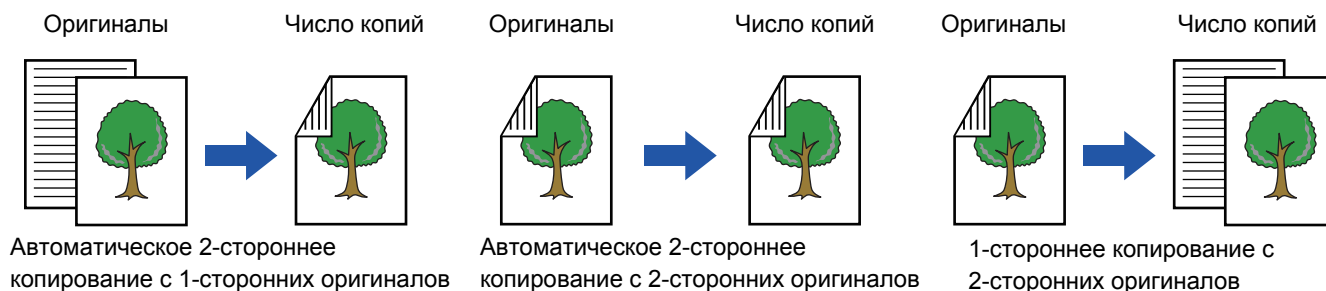 Оригиналы
Число копий
Оригиналы
Число копий
Оригиналы
Число копий
Автоматическое 2-стороннее
копирование с 1-сторонних оригиналов
Автоматическое 2-стороннее
копирование с 2-сторонних оригиналов
1-стороннее копирование с
2-сторонних оригиналов